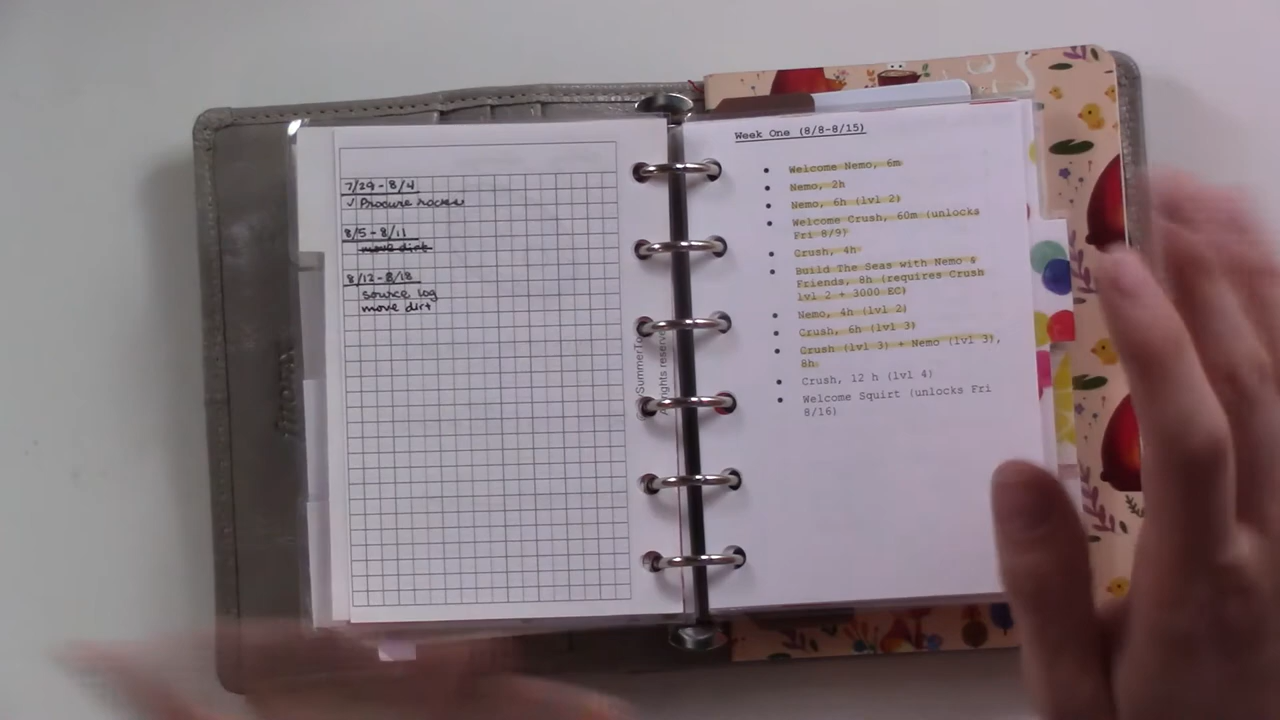 7/29 - 8/4
✓ Procure rocks
8/5 - 8/11
move dirt
8/12 - 8/18
source log
move dirt
SummerTo
rights reserve
Week One (8/8-8/15)
• Welcome Nemo, 6m
• Nemo, 2h
• Nemo, 6h (lvl 2)
• Welcome Crush, 60m (unlocks
Fri 8/9)
• Crush, 4h
• Build The Seas with Nemo &
Friends, 8h (requires Crush
lvl 2 + 3000 EC)
• Nemo, 4h (lvl 2)
• Crush, 6h (lvl 3)
• Crush (lvl 3) + Nemo (lvl 3),
8h
• Crush, 12 h (lvl 4)
• Welcome Squirt (unlocks Fri
8/16)